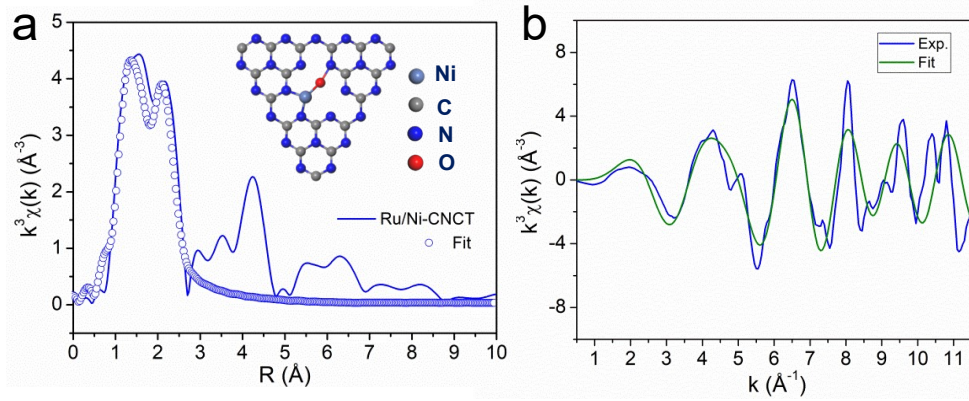 a
k³χ(k) (Å⁻³)
5
4
3
2
1
0
Ni
C
N
O
Ru/Ni-CNCT
Fit
0 1 2 3 4 5 6 7 8 9 10
R (Å)
b
k³χ(k) (Å⁻³)
8
4
0
-4
-8
Exp.
Fit
1 2 3 4 5 6 7 8 9 10 11
k (Å⁻¹)